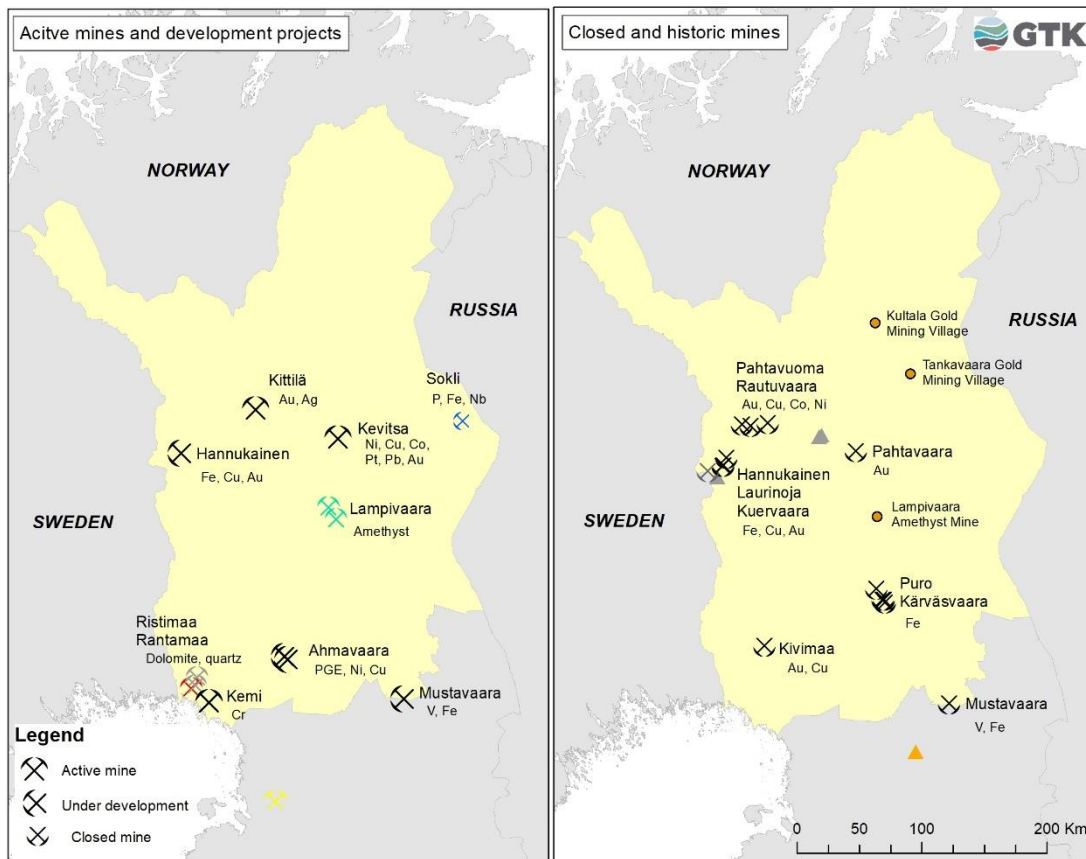 Acitve mines and development projects
NORWAY
RUSSIA
Kittilä
Au, Ag
Sokli
P, Fe, Nb
Kevitsa
Ni, Cu, Co,
Pt, Pb, Au
Hannukainen
Fe, Cu, Au
SWEDEN
Lampivaara
Amethyst
Ristimaa
Rantamaa
Dolomite, quartz
Ahmavaara
PGE, Ni, Cu
Kemi
Cr
Mustavaara
V, Fe
Legend
Active mine
Under development
Closed mine
Closed and historic mines
GTK
NORWAY
RUSSIA
Kultala Gold
Mining Village
Tankavaara Gold
Mining Village
Pahtavuoma
Rautuvaara
Au, Cu, Co, Ni
Pahtavaara
Au
Hannukainen
Laurinoja
Kuervaara
Fe, Cu, Au
SWEDEN
Lampivaara
Amethyst Mine
Puro
Kärväsvaara
Fe
Kivimaa
Au, Cu
Mustavaara
V, Fe
0 50 100 200 Km